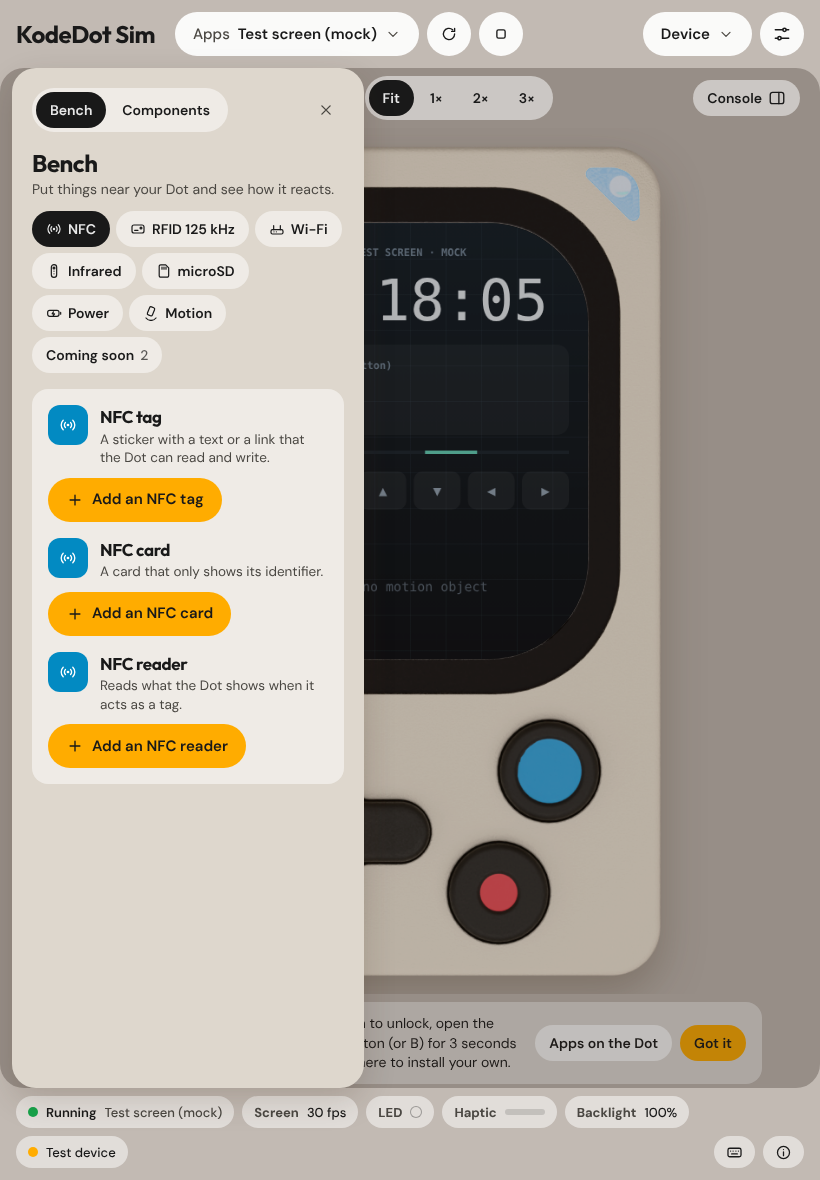 KodeDot Sim
Apps Test screen (mock)
Device
Bench
Components
Fit
1×
2×
3×
Console
Bench
Put things near your Dot and see how it reacts.
NFC
RFID 125 kHz
Wi-Fi
Infrared
microSD
Power
Motion
Coming soon 2
NFC tag
A sticker with a text or a link that
the Dot can read and write.
+ Add an NFC tag
NFC card
A card that only shows its identifier.
+ Add an NFC card
NFC reader
Reads what the Dot shows when it
acts as a tag.
+ Add an NFC reader
SCREEN · MOCK
18:05
no motion object
to unlock, open the
(or B) for 3 seconds
to install your own.
Apps on the Dot
Got it
Running Test screen (mock)
Screen 30 fps
LED
Haptic
Backlight 100%
Test device